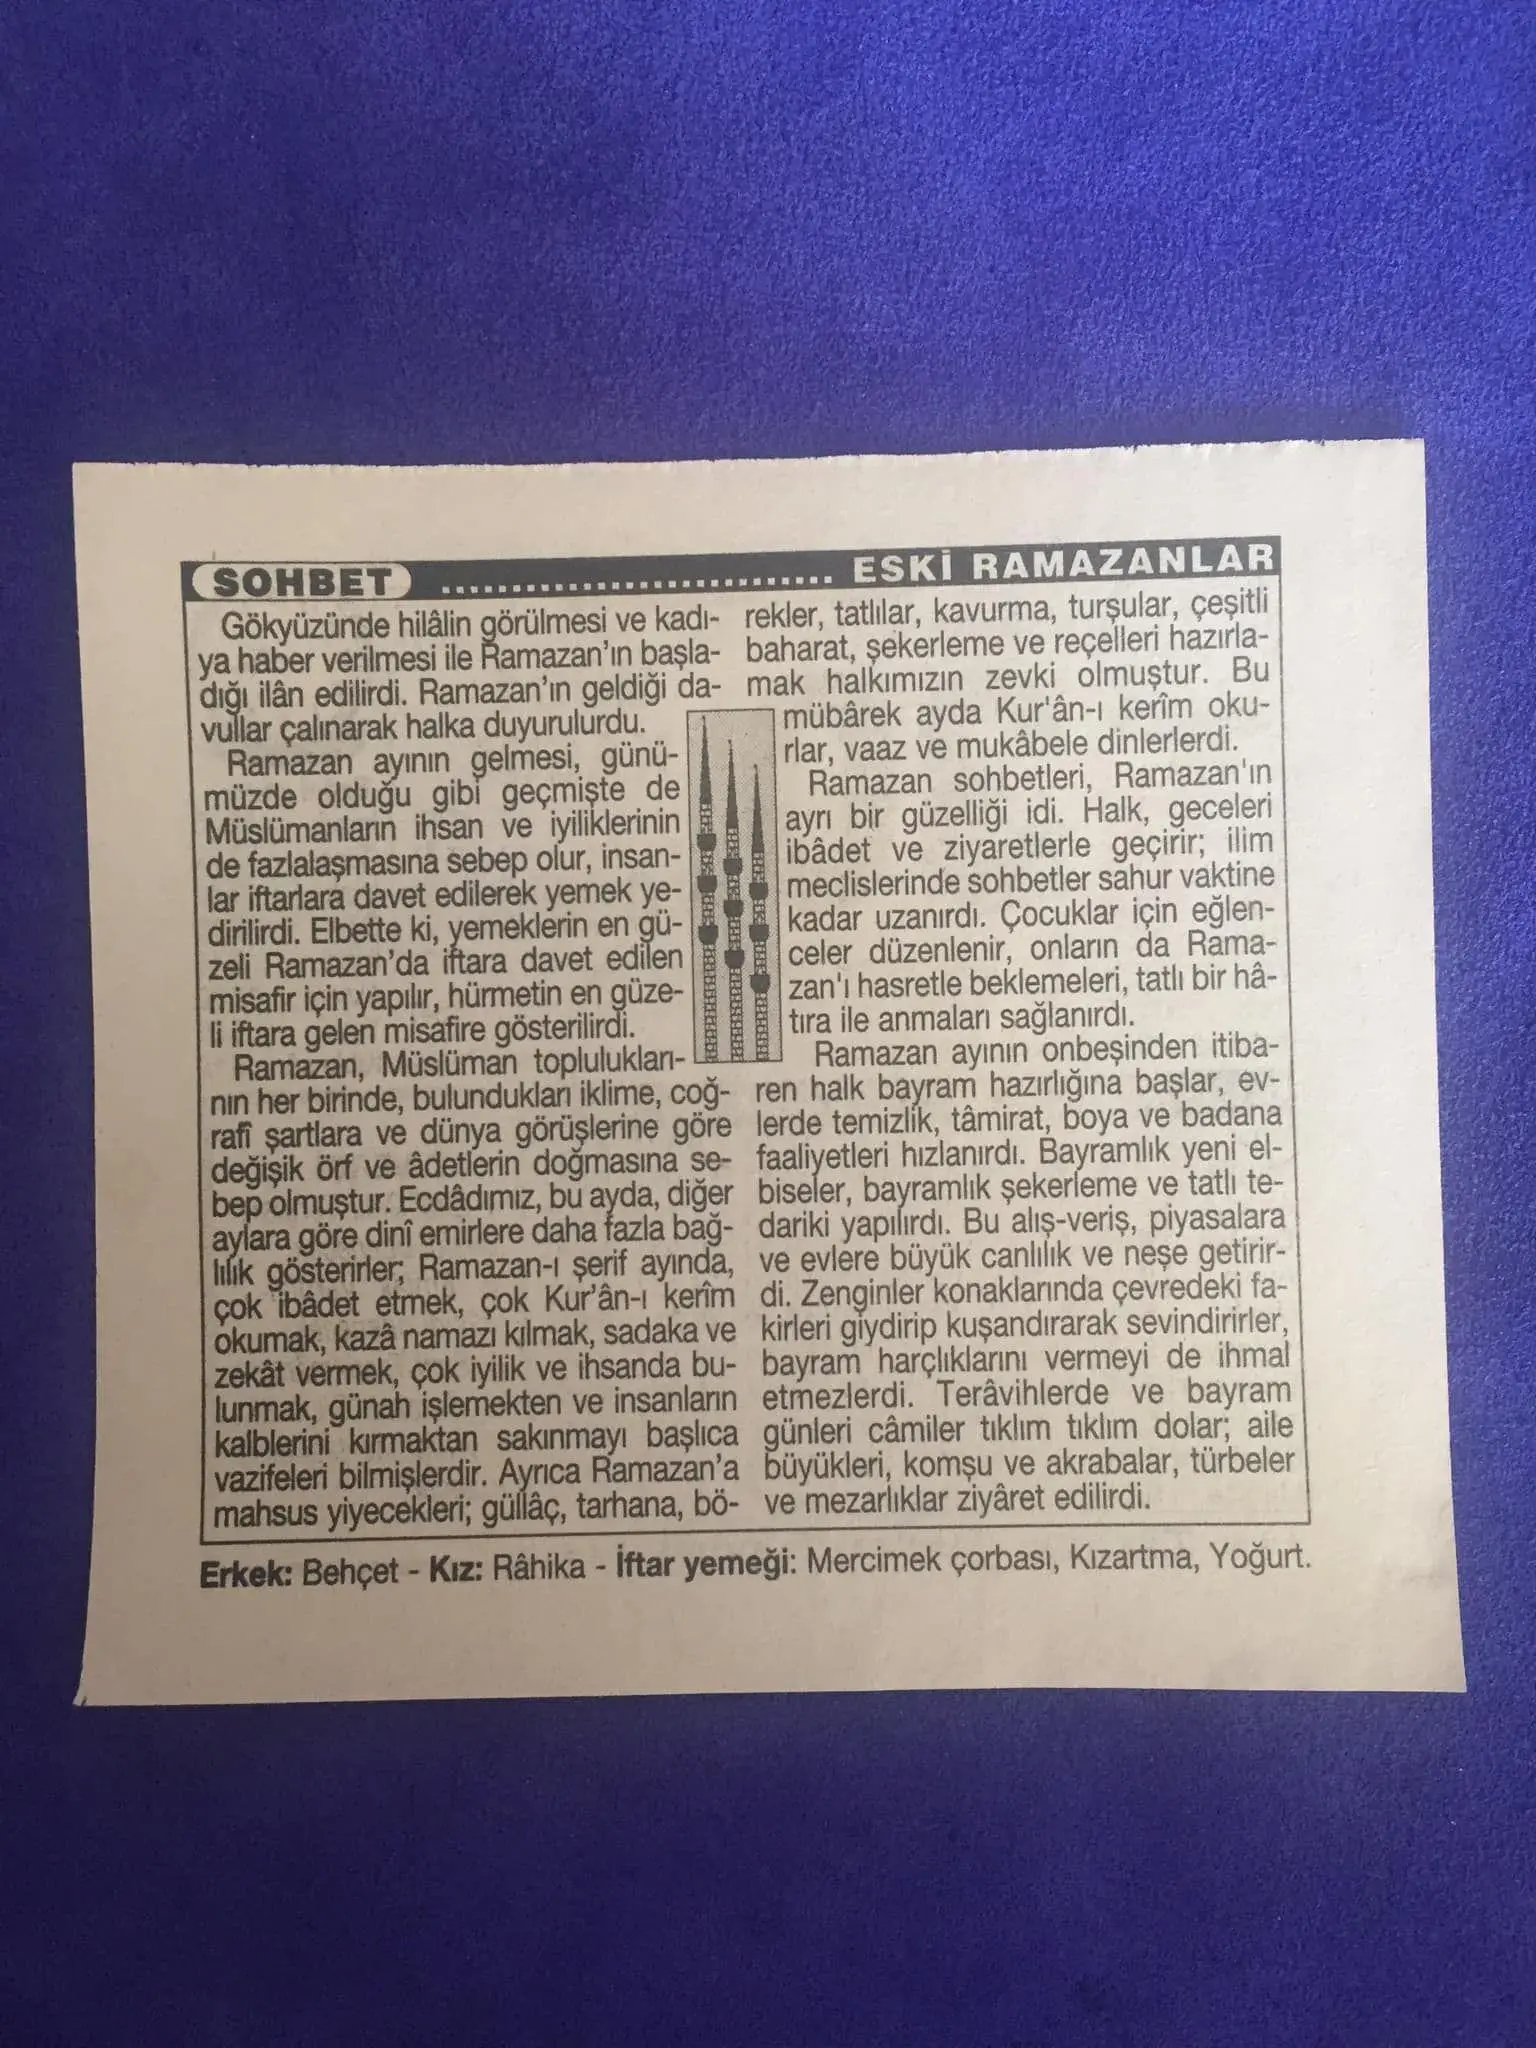 SOHBET .............................. ESKİ RAMAZANLAR
Gökyüzünde hilâlin görülmesi ve kadı-
ya haber verilmesi ile Ramazan'ın başla-
dığı ilân edilirdi. Ramazan'ın geldiği da-
vullar çalınarak halka duyurulurdu.
Ramazan ayının gelmesi, günü-
müzde olduğu gibi geçmişte de
Müslümanların ihsan ve iyiliklerinin
de fazlalaşmasına sebep olur, insan-
lar iftarlara davet edilerek yemek ye-
dirilirdi. Elbette ki, yemeklerin en gü-
zeli Ramazan'da iftara davet edilen
misafir için yapılır, hürmetin en güze-
li iftara gelen misafire gösterilirdi.
Ramazan, Müslüman toplulukları-
nın her birinde, bulundukları iklime, coğ-
rafî şartlara ve dünya görüşlerine göre
değişik örf ve âdetlerin doğmasına se-
bep olmuştur. Ecdâdımız, bu ayda, diğer
aylara göre dinî emirlere daha fazla bağ-
lılık gösterirler; Ramazan-ı şerif ayında,
çok ibâdet etmek, çok Kur'ân-ı kerîm
okumak, kazâ namazı kılmak, sadaka ve
zekât vermek, çok iyilik ve ihsanda bu-
lunmak, günah işlemekten ve insanların
kalblerini kırmaktan sakınmayı başlıca
vazifeleri bilmişlerdir. Ayrıca Ramazan'a
mahsus yiyecekleri; güllâç, tarhana, bö-
rekler, tatlılar, kavurma, turşular, çeşitli
baharat, şekerleme ve reçelleri hazırla-
mak halkımızın zevki olmuştur. Bu
mübârek ayda Kur'ân-ı kerîm oku-
rlar, vaaz ve mukâbele dinlerlerdi.
Ramazan sohbetleri, Ramazan'ın
ayrı bir güzelliği idi. Halk, geceleri
ibâdet ve ziyaretlerle geçirir; ilim
meclislerinde sohbetler sahur vaktine
kadar uzanırdı. Çocuklar için eğlen-
celer düzenlenir, onların da Rama-
zan'ı hasretle beklemeleri, tatlı bir hâ-
tıra ile anmaları sağlanırdı.
Ramazan ayının onbeşinden itiba-
ren halk bayram hazırlığına başlar, ev-
lerde temizlik, tâmirat, boya ve badana
faaliyetleri hızlanırdı. Bayramlık yeni el-
biseler, bayramlık şekerleme ve tatlı te-
dariki yapılırdı. Bu alış-veriş, piyasalara
ve evlere büyük canlılık ve neşe getirir-
di. Zenginler konaklarında çevredeki fa-
kirleri giydirip kuşandırarak sevindirirler,
bayram harçlıklarını vermeyi de ihmal
etmezlerdi. Terâvihlerde ve bayram
günleri câmiler tıklım tıklım dolar; aile
büyükleri, komşu ve akrabalar, türbeler
ve mezarlıklar ziyâret edilirdi.
Erkek: Behçet - Kız: Râhika - İftar yemeği: Mercimek çorbası, Kızartma, Yoğurt.